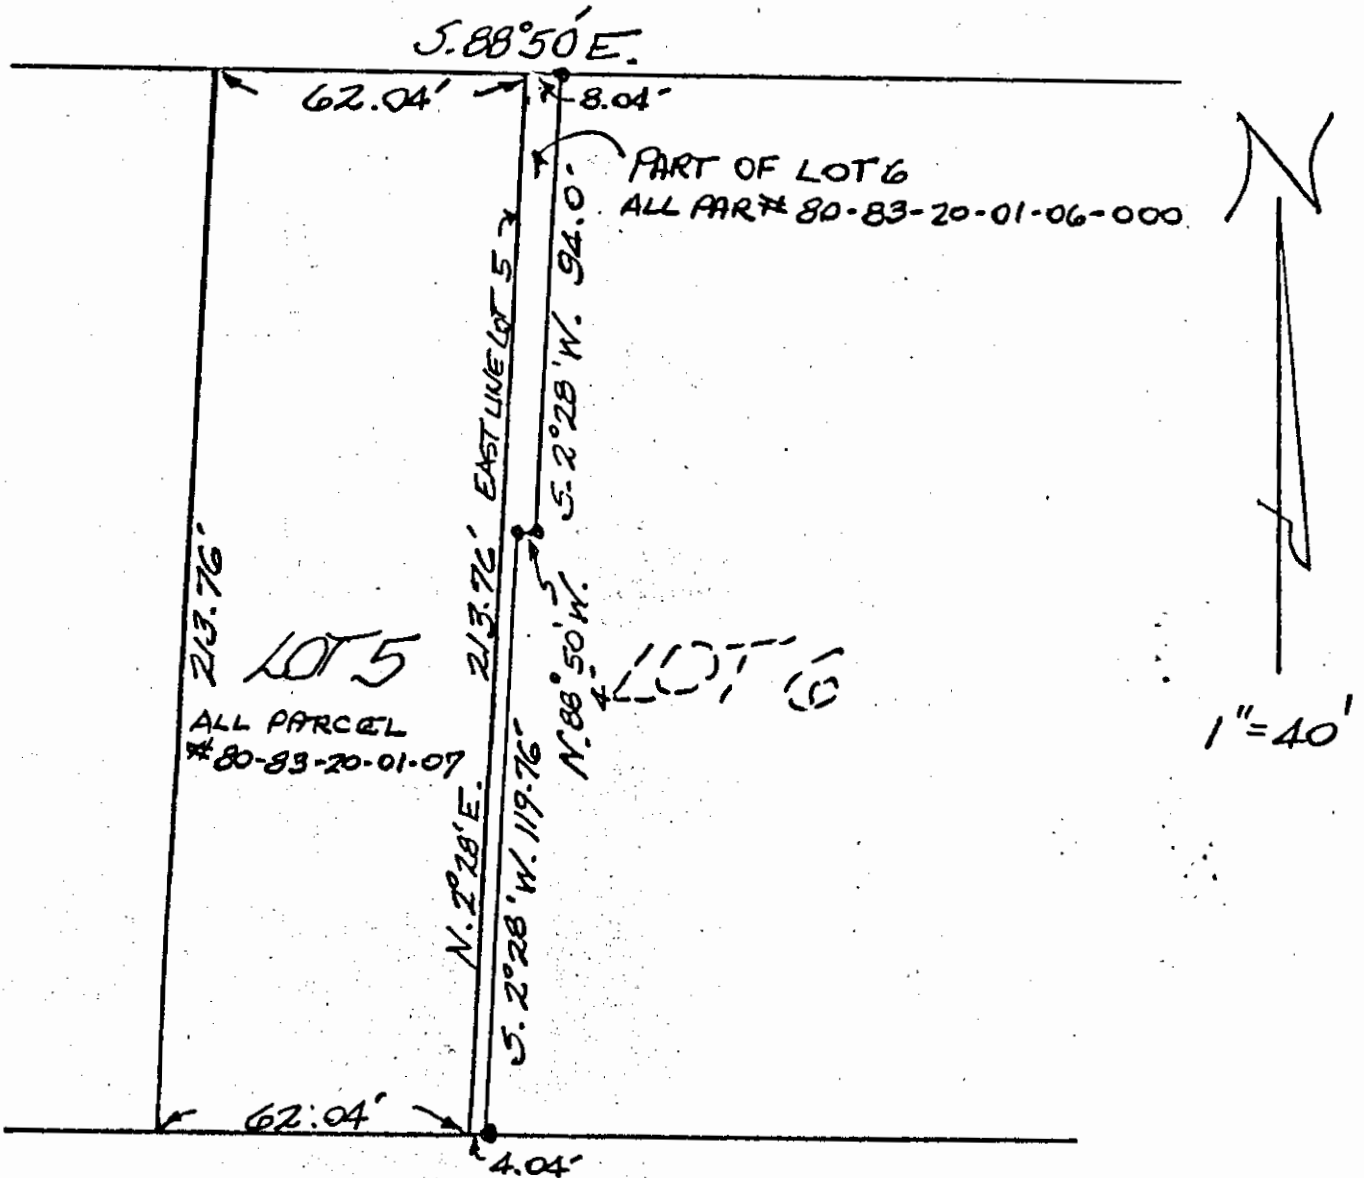 S.88°50'E.
62.04'
8.04'
N
PART OF LOT 6
ALL PAR# 80-83-20-01-06-000
EAST LINE LOT 5
S. 2°28'W. 94.0'
213.76'
213.76'
LOT 5
ALL PARCEL
#80-83-20-01-07
N. 2°28'E.
S. 2°28'W. 119.76'
N.88°50'W.
4'
LOT 6
1"=40'
62.04'
4.04'